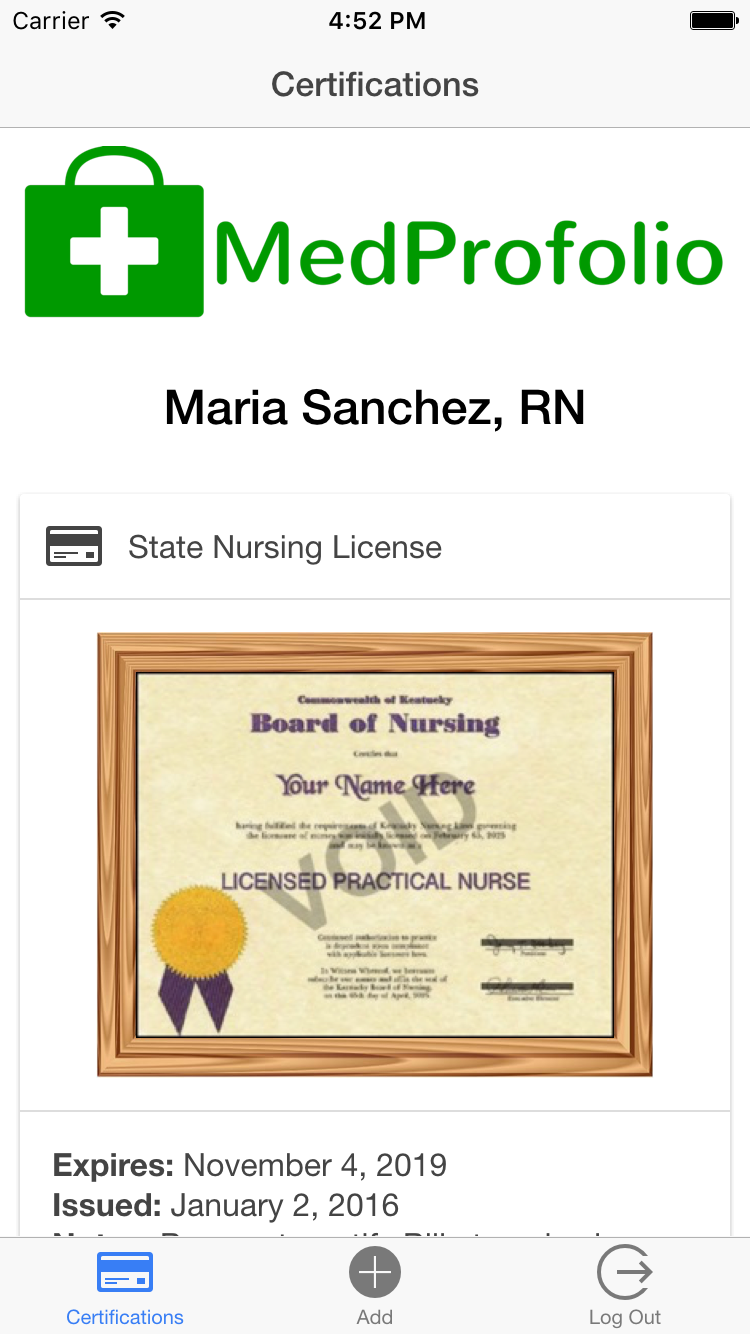 Carrier 4:52 PM
Certifications
MedProfolio
Maria Sanchez, RN
State Nursing License
Commonwealth of Kentucky
Board of Nursing
Certifies that
Your Name Here
having fulfilled the requirements of Kentucky Nursing Laws governing
the licensure of nurses was initially licensed on February 65, 2025
and may be known as a
VOID
LICENSED PRACTICAL NURSE
Continued authorization to practice
is dependent upon compliance
with applicable licensure laws.
In Witness Whereof, we hereunto
subscribe our names and affix the seal of
the Kentucky Board of Nursing,
on this 65th day of April, 2025.
President
Executive Director
Expires: November 4, 2019
Issued: January 2, 2016
Certifications
Add
Log Out